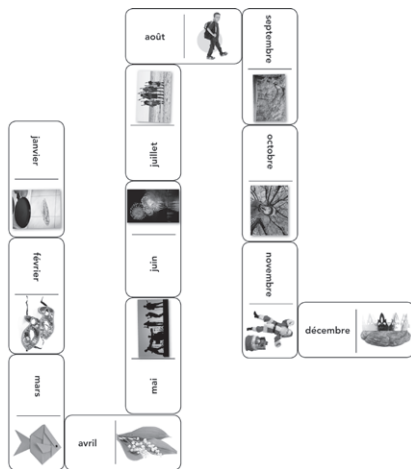 janvier
février
mars
avril
mai
juin
juillet
août
septembre
octobre
novembre
décembre